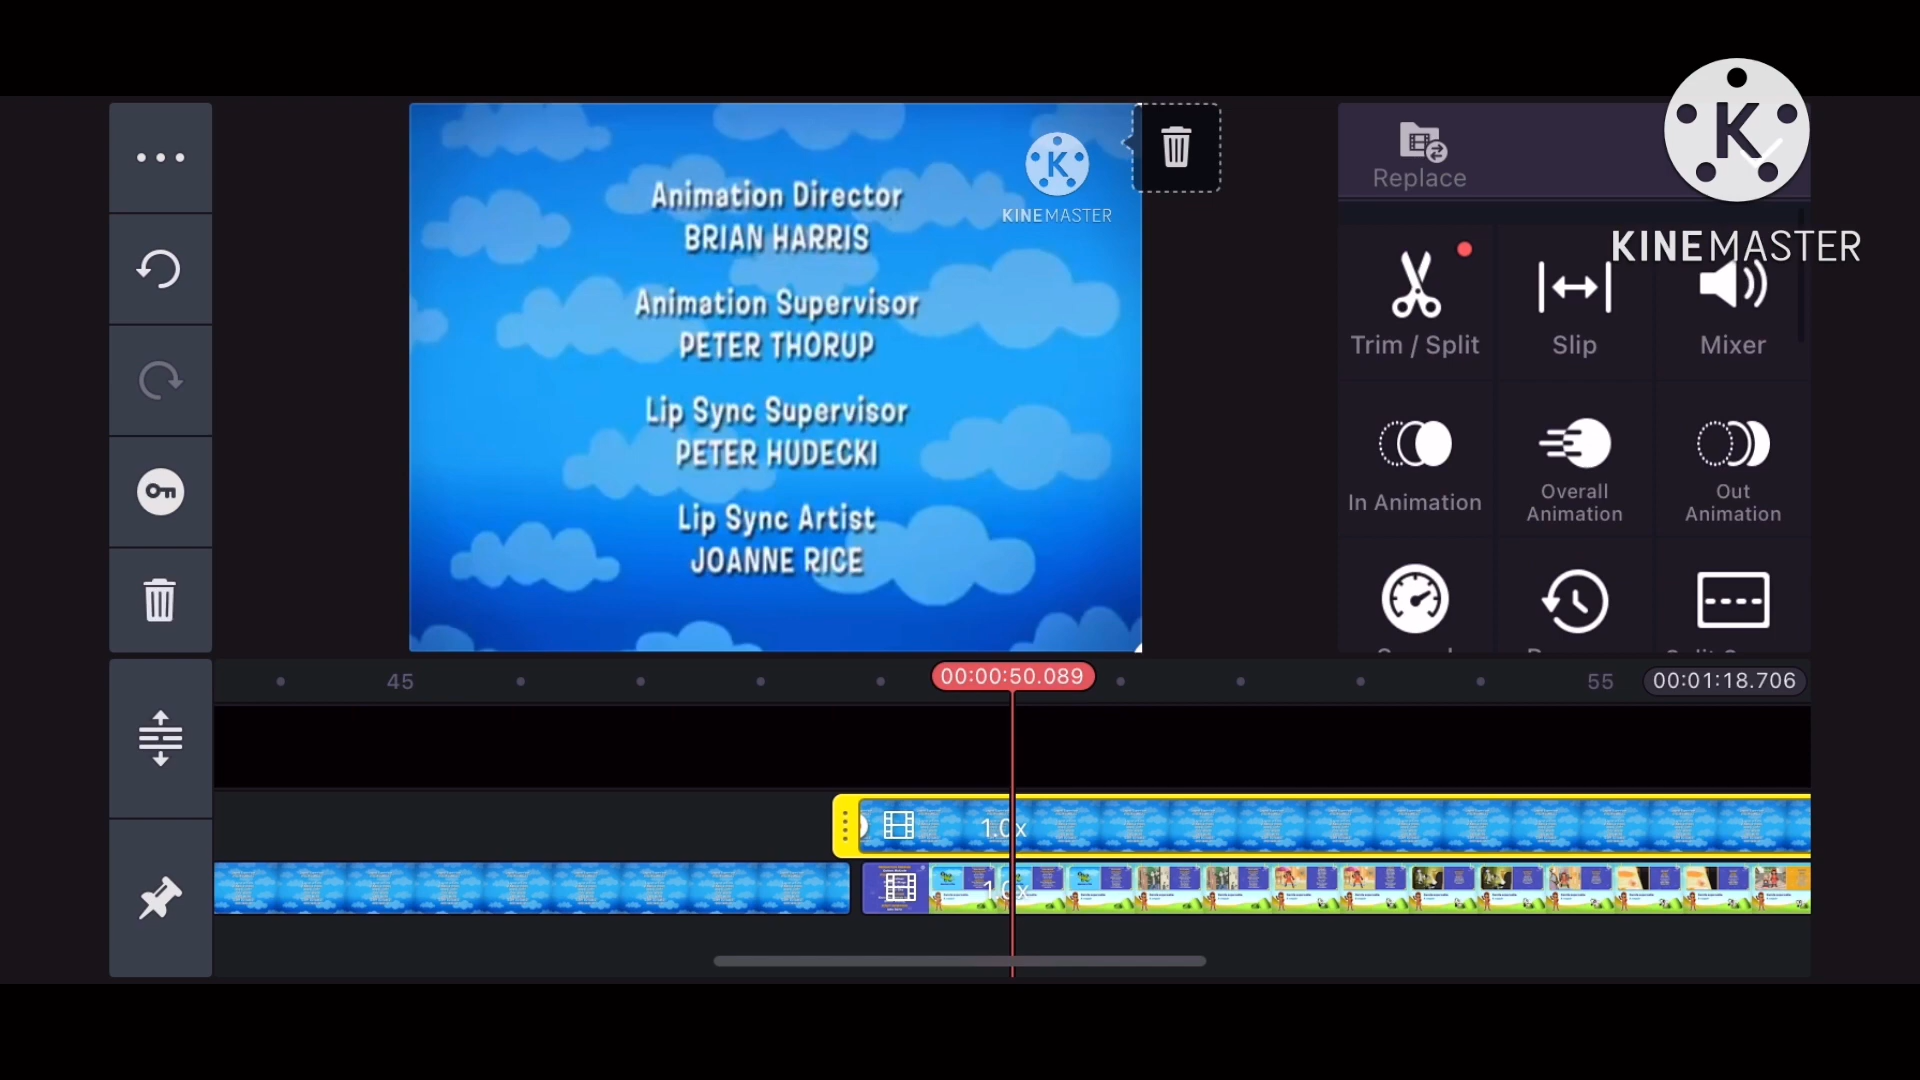 Animation Director
BRIAN HARRIS
Animation Supervisor
PETER THORUP
Lip Sync Supervisor
PETER HUDECKI
Lip Sync Artist
JOANNE RICE
K
KINEMASTER
Replace
K
KINEMASTER
Trim / Split
Slip
Mixer
In Animation
Overall
Animation
Out
Animation
45
00:00:50.089
55
00:01:18.706
1.0x
1.0x